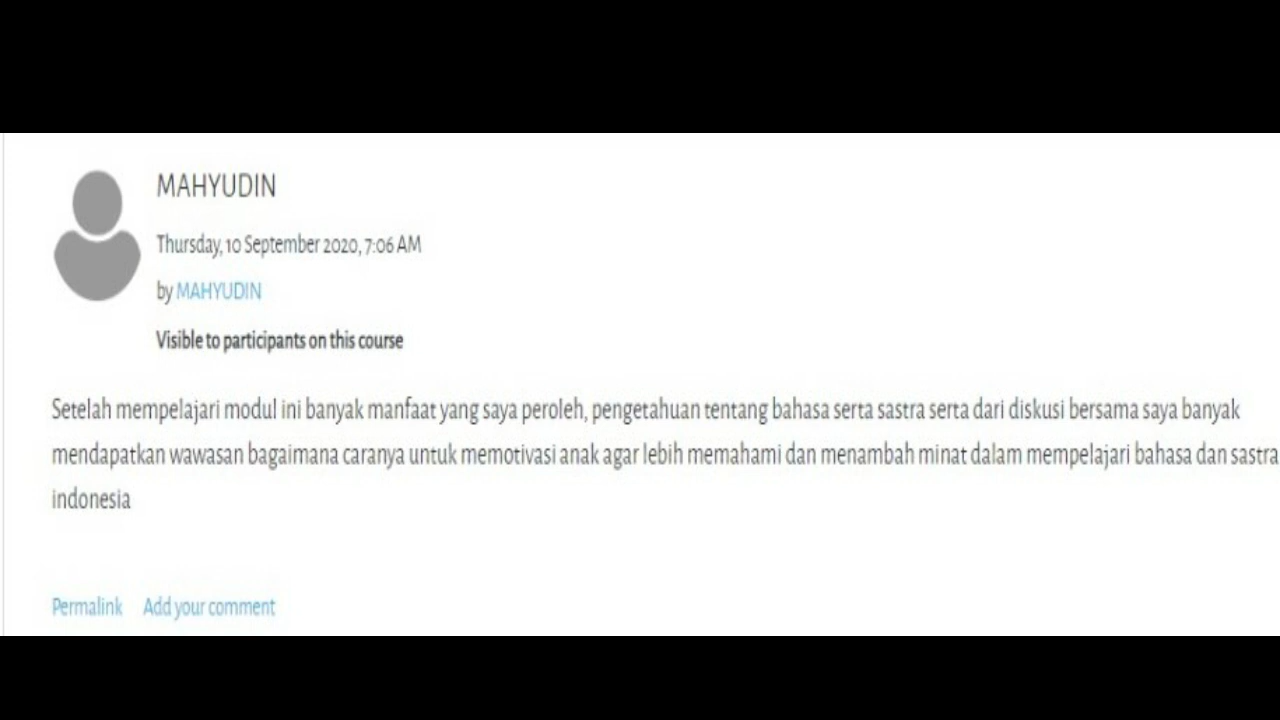 MAHYUDIN
Thursday, 10 September 2020, 7:06 AM
by MAHYUDIN
Visible to participants on this course
Setelah mempelajari modul ini banyak manfaat yang saya peroleh, pengetahuan tentang bahasa serta sastra serta dari diskusi bersama saya banyak
mendapatkan wawasan bagaimana caranya untuk memotivasi anak agar lebih memahami dan menambah minat dalam mempelajari bahasa dan sastra
indonesia
Permalink Add your comment